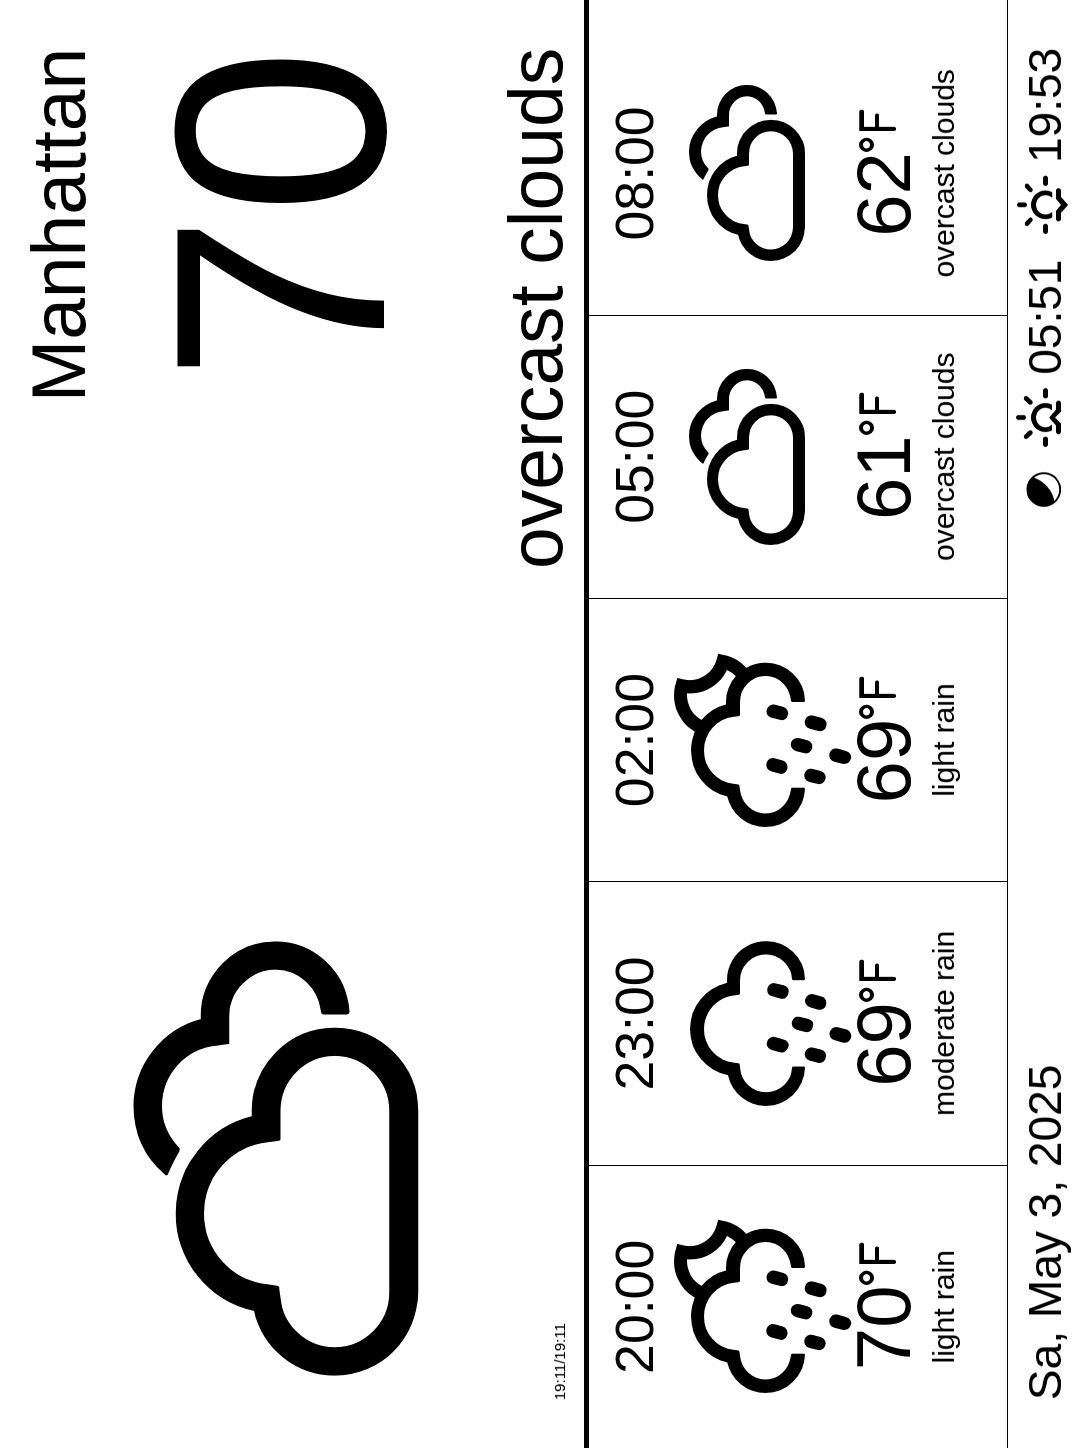 Manhattan
70
overcast clouds
19:11/19:11
20:00
23:00
02:00
05:00
08:00
70°F
69°F
69°F
61°F
62°F
light rain
moderate rain
light rain
overcast clouds
overcast clouds
Sa, May 3, 2025
05:51
19:53